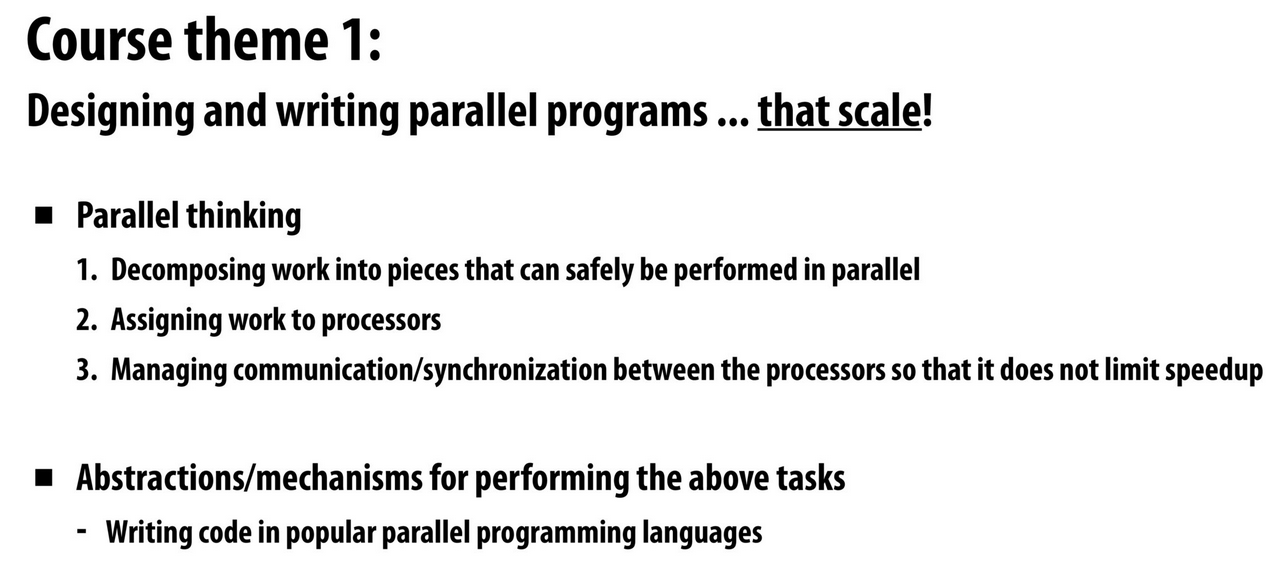 Course theme 1:
Designing and writing parallel programs ... that scale!
■ Parallel thinking
1. Decomposing work into pieces that can safely be performed in parallel
2. Assigning work to processors
3. Managing communication/synchronization between the processors so that it does not limit speedup
■ Abstractions/mechanisms for performing the above tasks
- Writing code in popular parallel programming languages